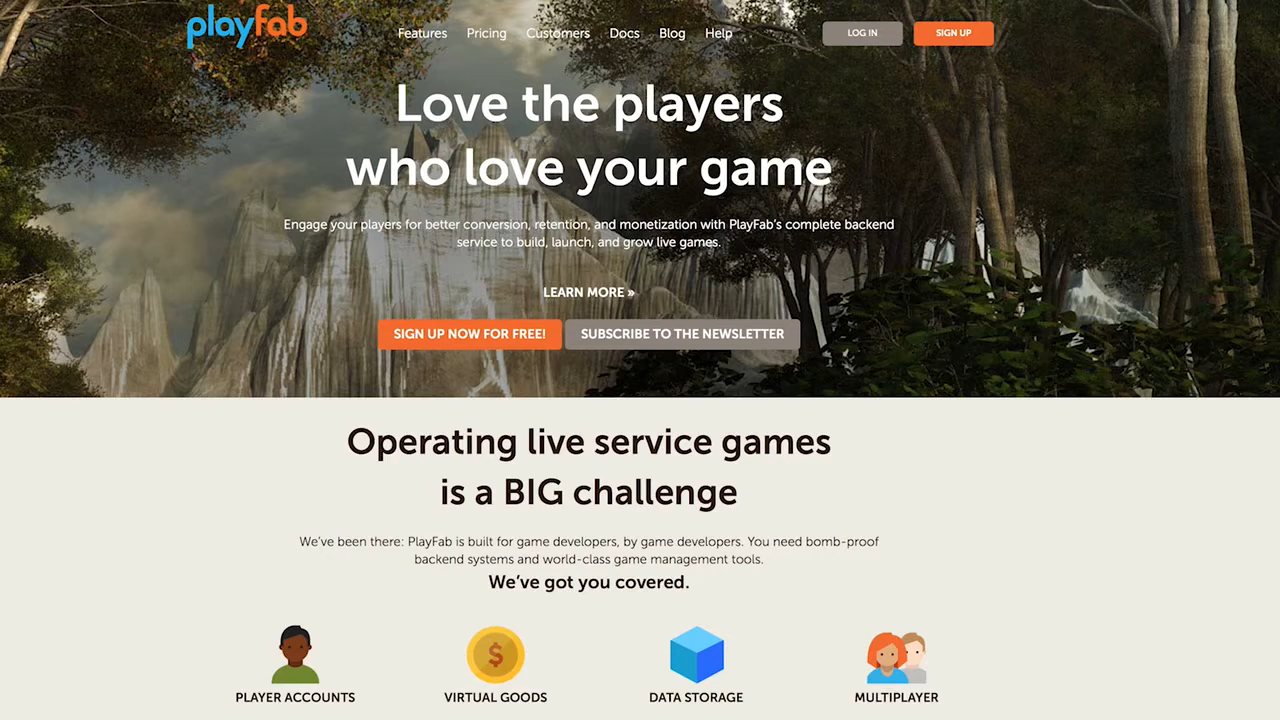 playfab
Features Pricing Customers Docs Blog Help LOG IN SIGN UP
Love the players
who love your game
Engage your players for better conversion, retention, and monetization with PlayFab's complete backend
service to build, launch, and grow live games.
LEARN MORE »
SIGN UP NOW FOR FREE! SUBSCRIBE TO THE NEWSLETTER
Operating live service games
is a BIG challenge
We've been there: PlayFab is built for game developers, by game developers. You need bomb-proof
backend systems and world-class game management tools.
We've got you covered.
$
PLAYER ACCOUNTS VIRTUAL GOODS DATA STORAGE MULTIPLAYER